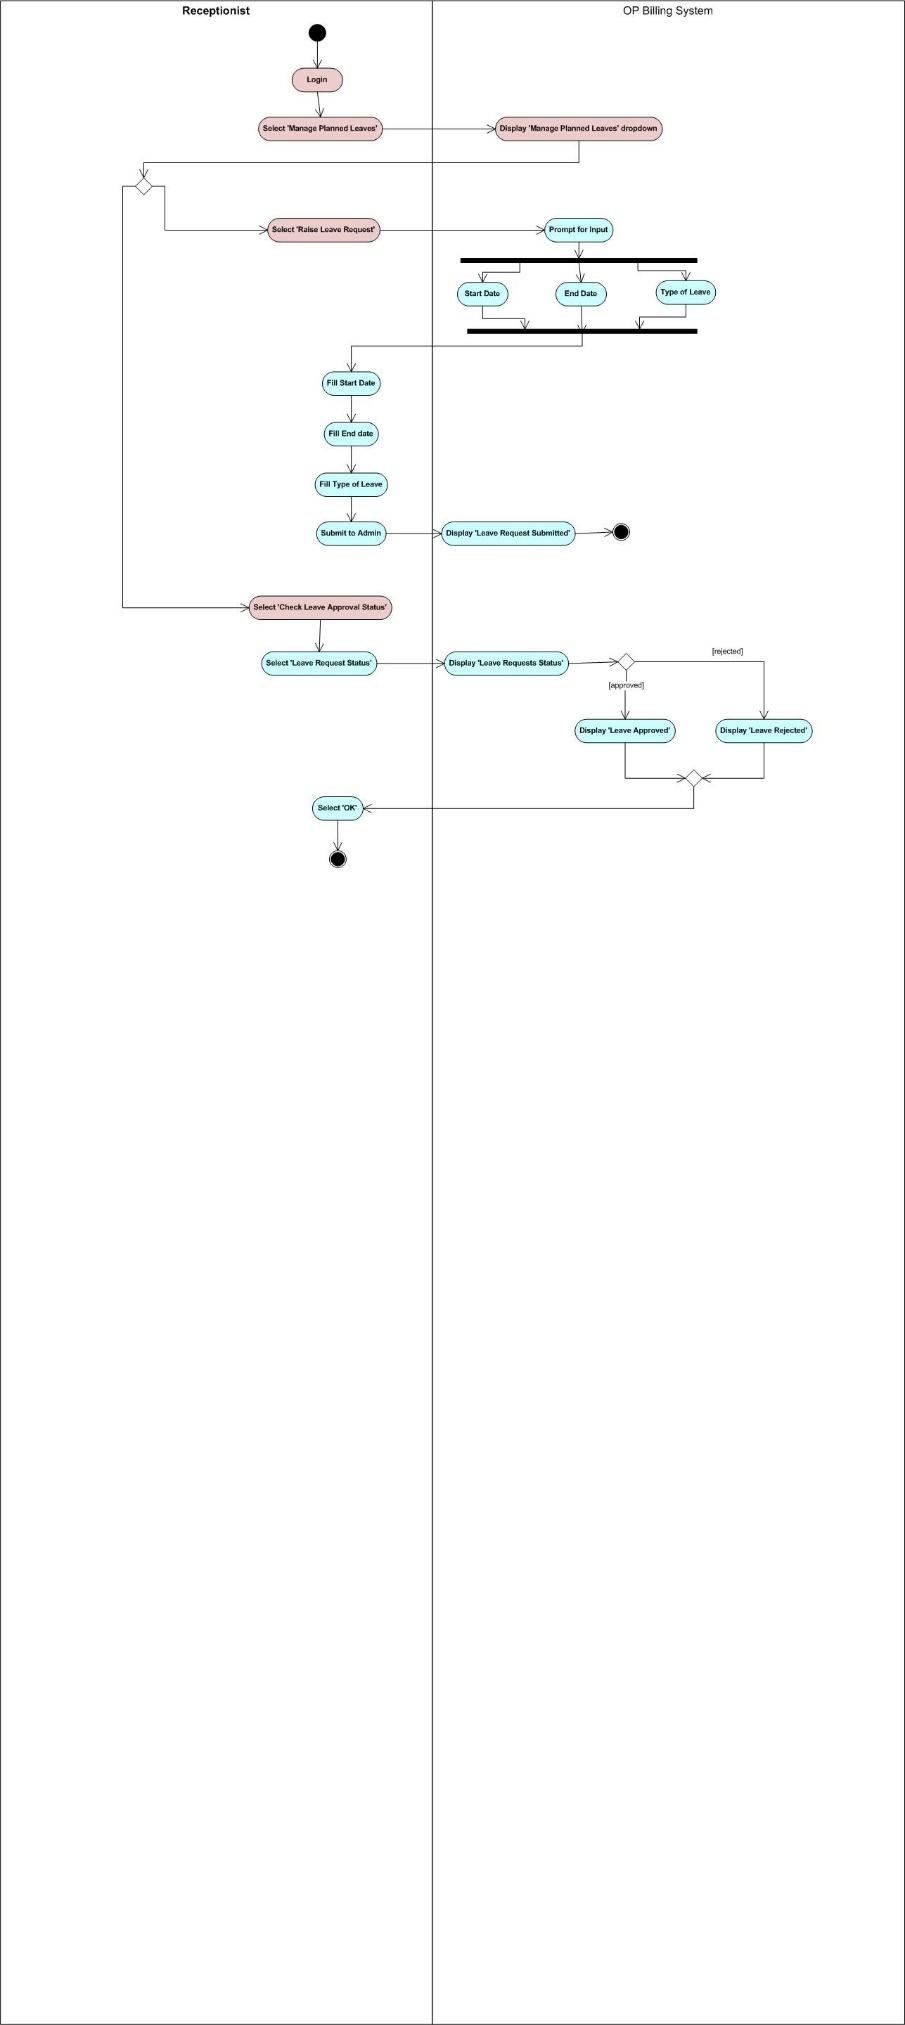 Receptionist
OP Billing System
Login
Select 'Manage Planned Leaves'
Display 'Manage Planned Leaves' dropdown
Select 'Raise Leave Request'
Prompt for Input
Start Date
End Date
Type of Leave
Fill Start Date
Fill End date
Fill Type of Leave
Submit to Admin
Display 'Leave Request Submitted'
Select 'Check Leave Approval Status'
Select 'Leave Request Status'
Display 'Leave Requests Status'
[rejected]
[approved]
Display 'Leave Approved'
Display 'Leave Rejected'
Select 'OK'